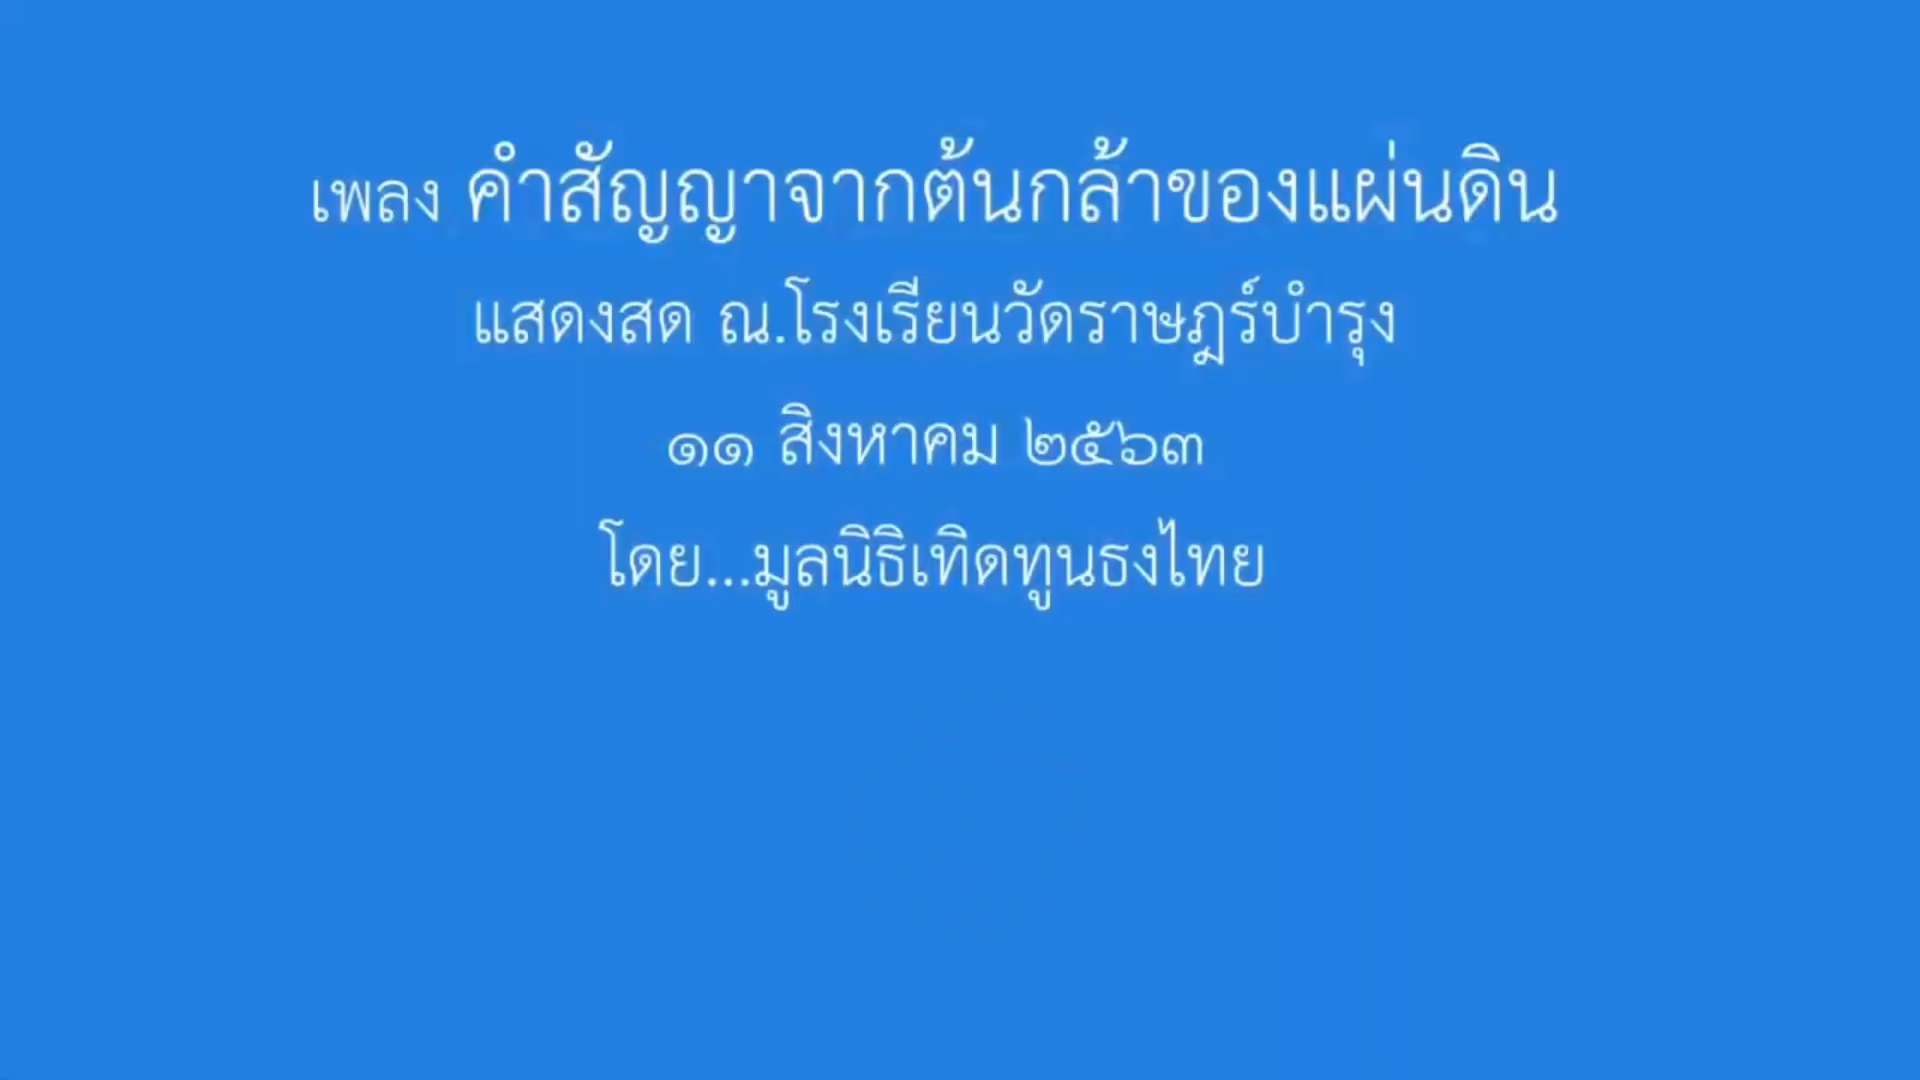 เพลง คำสัญญาจากต้นกล้าของแผ่นดิน
แสดงสด ณ.โรงเรียนวัดราษฎร์บำรุง
๑๑ สิงหาคม ๒๕๖๓
โดย...มูลนิธิเทิดทูนธงไทย